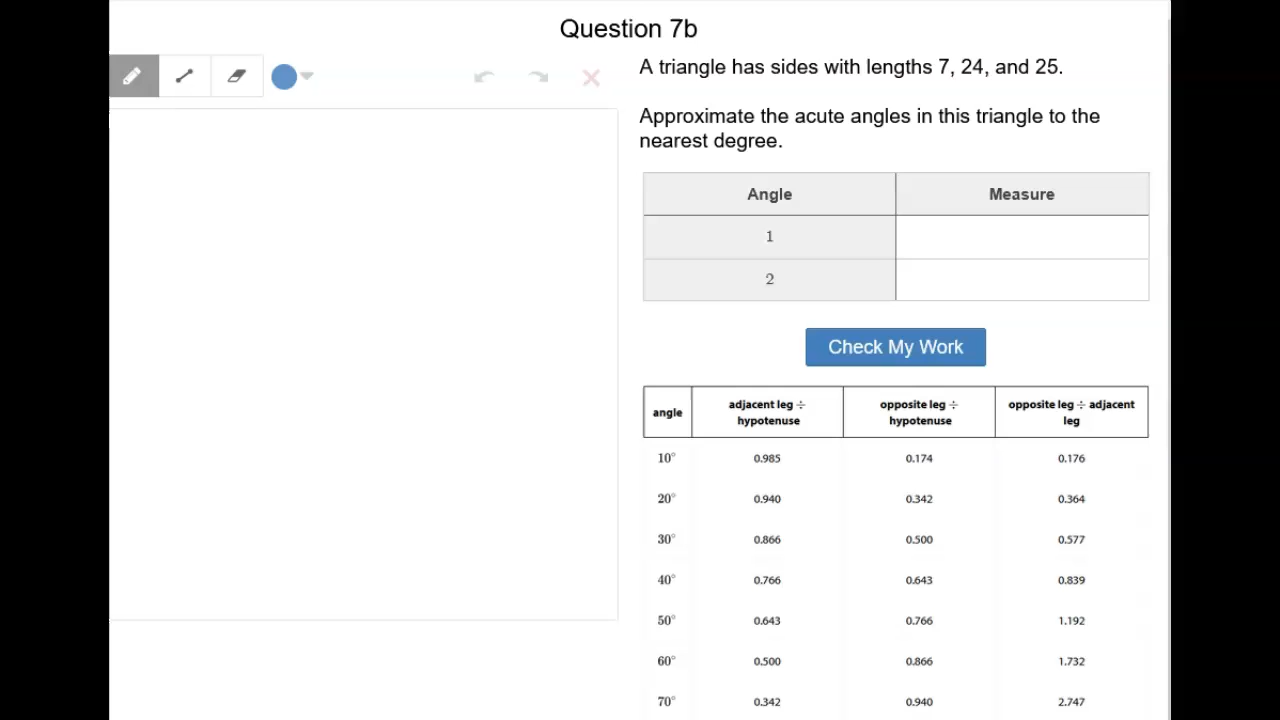 Question 7b
A triangle has sides with lengths 7, 24, and 25.
Approximate the acute angles in this triangle to the
nearest degree.
Angle Measure
1
2
Check My Work
angle adjacent leg ÷ hypotenuse opposite leg ÷ hypotenuse opposite leg ÷ adjacent leg
10° 0.985 0.174 0.176
20° 0.940 0.342 0.364
30° 0.866 0.500 0.577
40° 0.766 0.643 0.839
50° 0.643 0.766 1.192
60° 0.500 0.866 1.732
70° 0.342 0.940 2.747